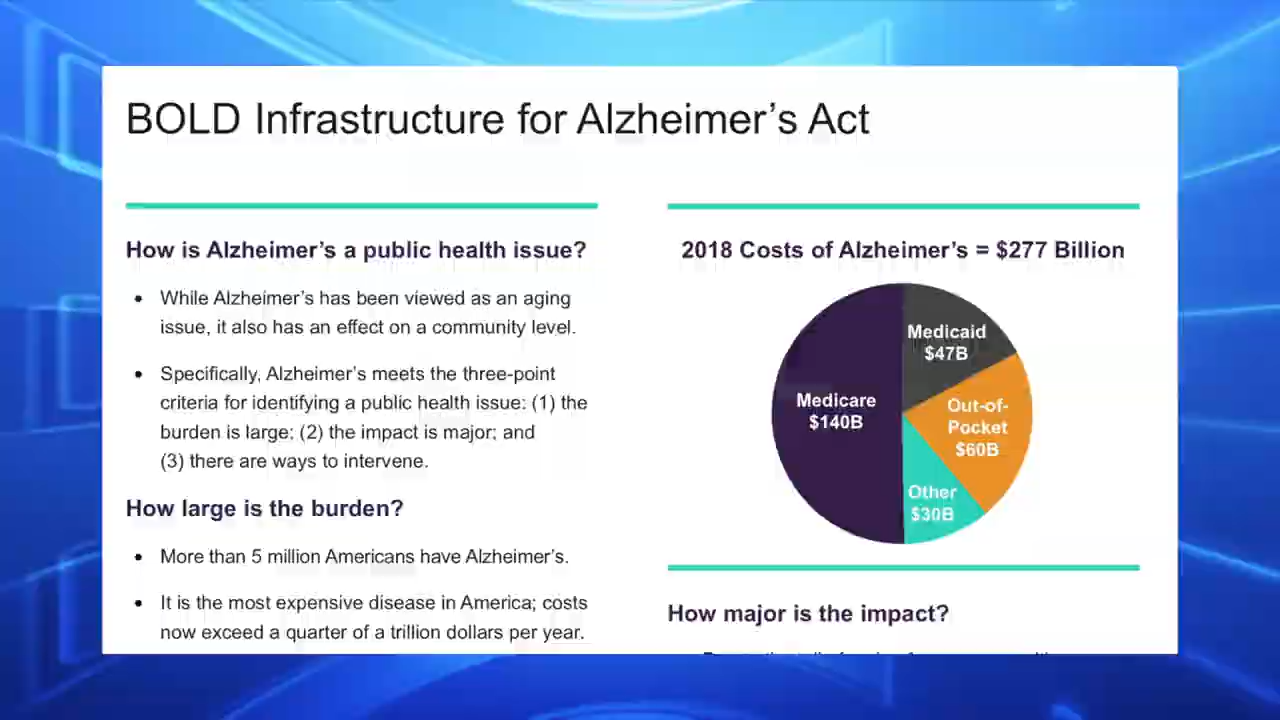 BOLD Infrastructure for Alzheimer's Act
How is Alzheimer's a public health issue?
• While Alzheimer's has been viewed as an aging
issue, it also has an effect on a community level.
• Specifically, Alzheimer's meets the three-point
criteria for identifying a public health issue: (1) the
burden is large; (2) the impact is major; and
(3) there are ways to intervene.
How large is the burden?
• More than 5 million Americans have Alzheimer's.
• It is the most expensive disease in America; costs
now exceed a quarter of a trillion dollars per year.
2018 Costs of Alzheimer's = $277 Billion
Medicaid
$47B
Medicare
$140B
Out-of-
Pocket
$60B
Other
$30B
How major is the impact?